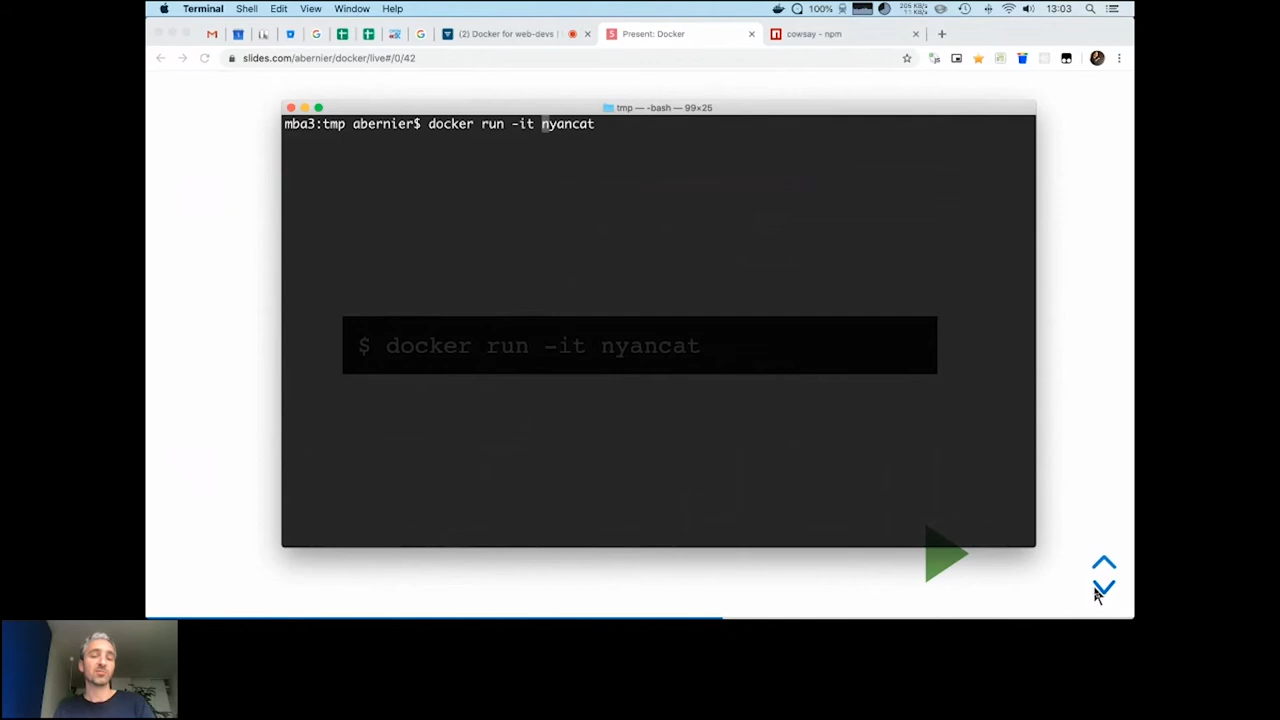 Terminal Shell Edit View Window Help 100% 13:03
(2) Docker for web-devs | Present: Docker cowsay - npm
slides.com/abernier/docker/live#/0/42
tmp — -bash — 99×25
mba3:tmp abernier$ docker run -it nyancat
$ docker run -it nyancat